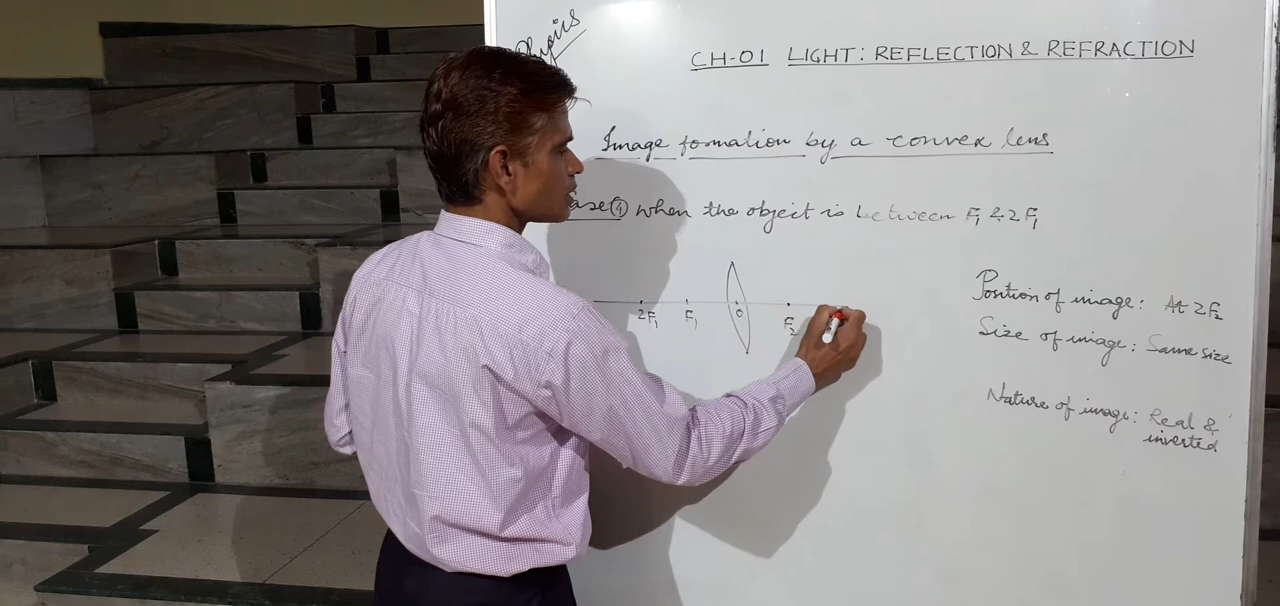 Physics
CH-01 LIGHT: REFLECTION & REFRACTION
Image formation by a convex lens
ase④ when the object is between F₁ & 2F₁
2F₁ F₁ O F₂
Position of image: At 2F₂
Size of image: Same size
Nature of image: Real &
inverted